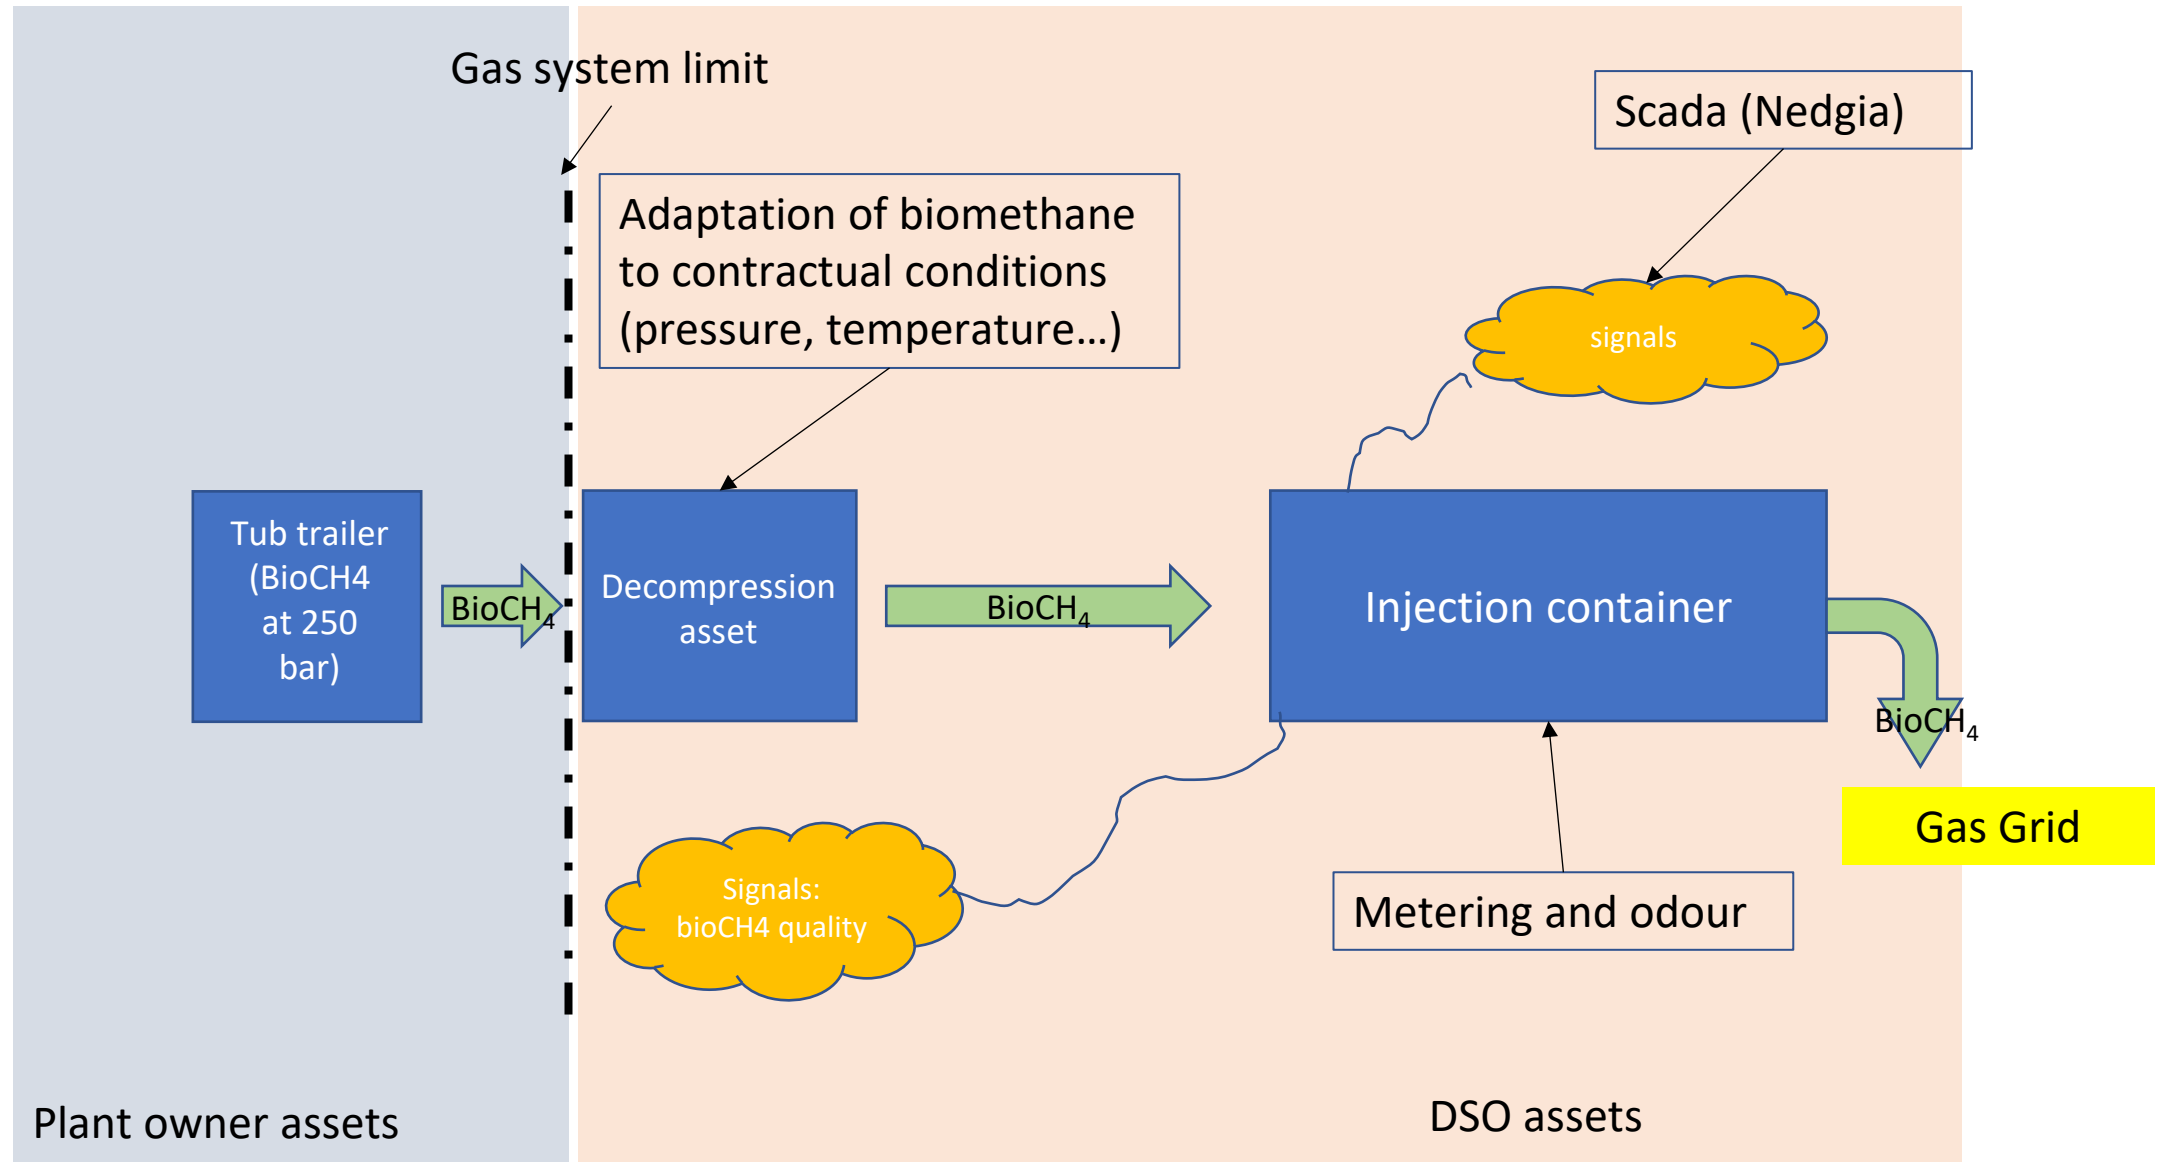 Gas system limit
Scada (Nedgia)
Adaptation of biomethane
to contractual conditions
(pressure, temperature...)
signals
Tub trailer
(BioCH4
at 250
bar)
BioCH₄
Decompression
asset
BioCH₄
Injection container
BioCH₄
Gas Grid
Signals:
bioCH4 quality
Metering and odour
Plant owner assets
DSO assets